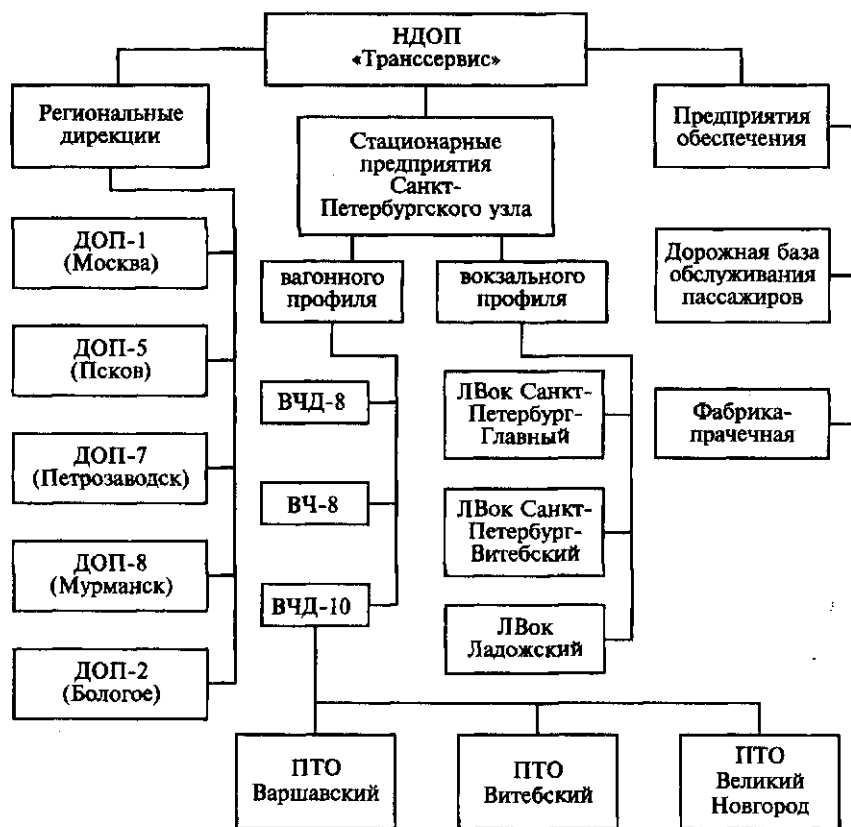 НДОП
«Транссервис»
Региональные
дирекции
ДОП-1
(Москва)
ДОП-5
(Псков)
ДОП-7
(Петрозаводск)
ДОП-8
(Мурманск)
ДОП-2
(Бологое)
Стационарные
предприятия
Санкт-
Петербургского узла
вагонного
профиля
ВЧД-8
ВЧ-8
ВЧД-10
вокзального
профиля
ЛВок Санкт-
Петербург-
Главный
ЛВок Санкт-
Петербург-
Витебский
ЛВок
Ладожский
Предприятия
обеспечения
Дорожная база
обслуживания
пассажиров
Фабрика-
прачечная
ПТО
Варшавский
ПТО
Витебский
ПТО
Великий
Новгород